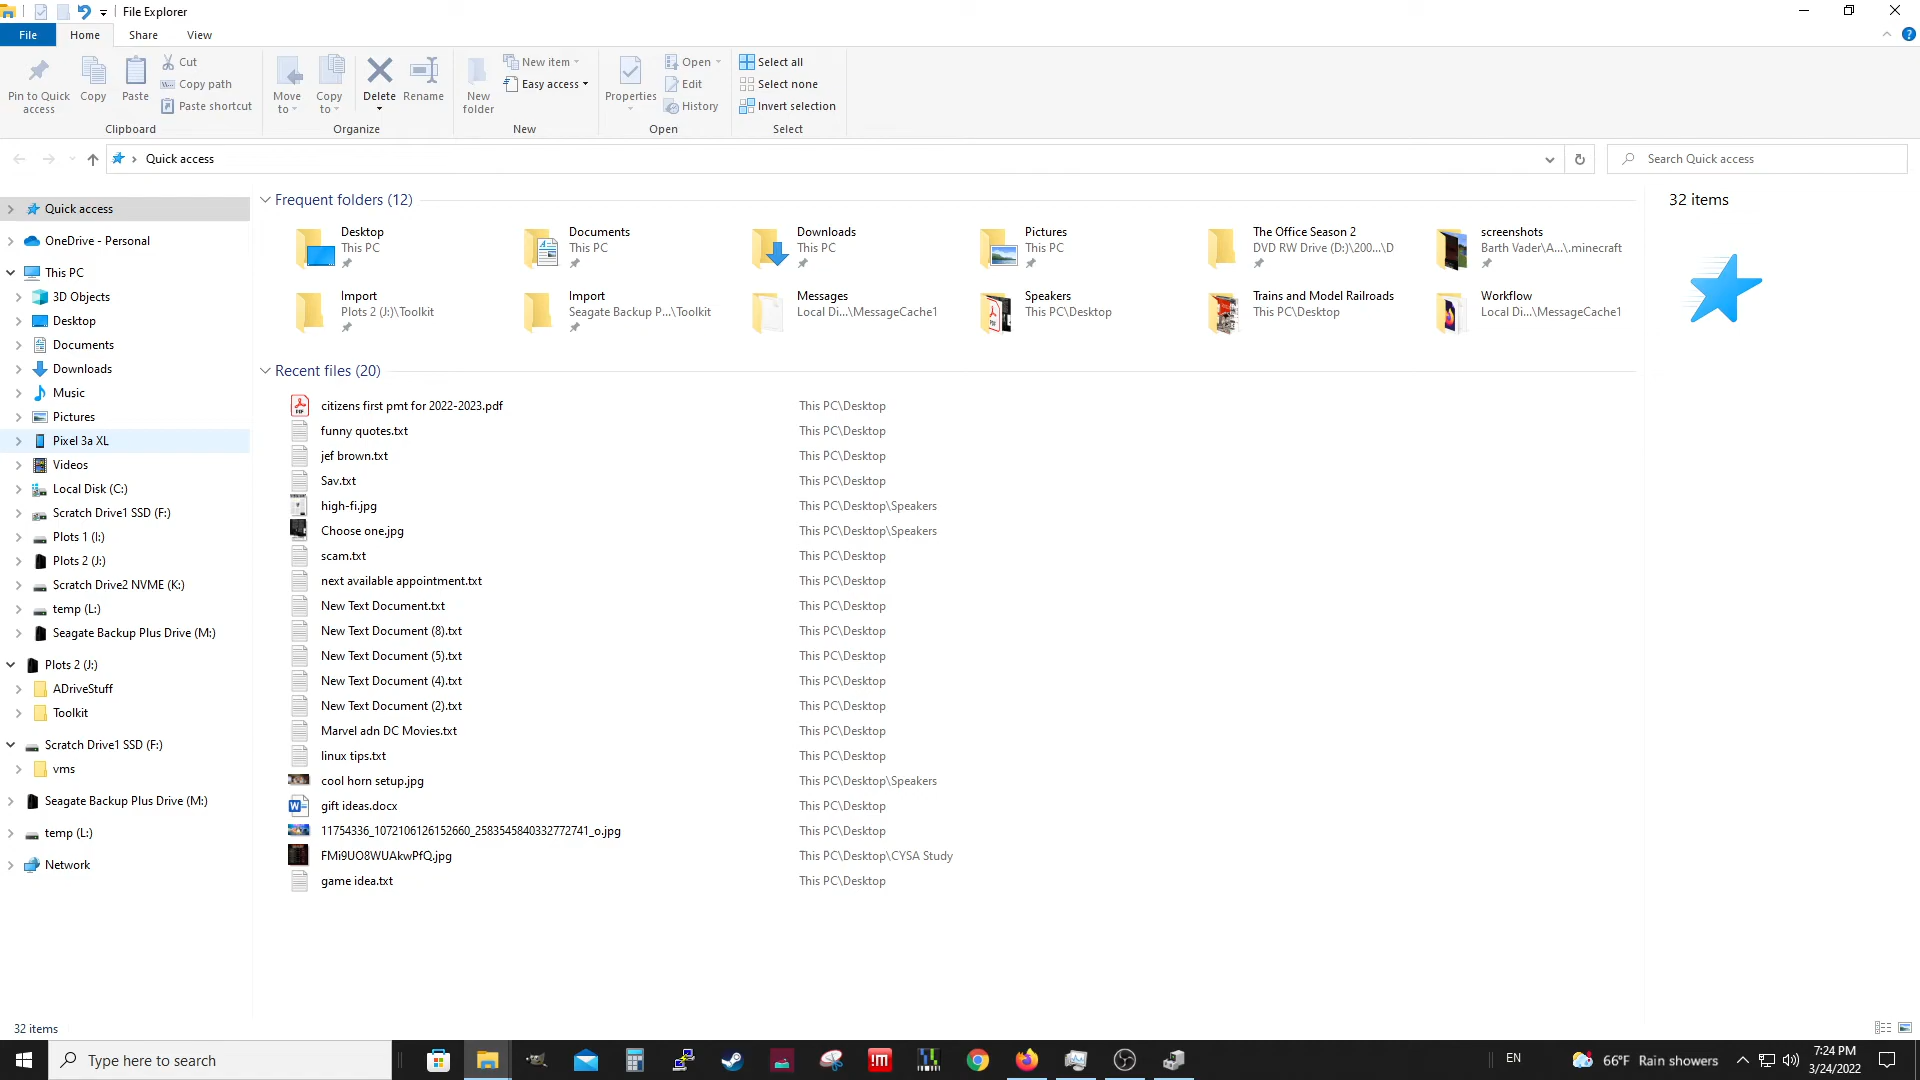 File Explorer
File
Home
Share
View
Pin to Quick access
Copy
Paste
Cut
Copy path
Paste shortcut
Clipboard
Move to
Copy to
Delete
Rename
Organize
New folder
New item
Easy access
New
Properties
Open
Edit
History
Open
Select all
Select none
Invert selection
Select
Quick access
Search Quick access
Quick access
OneDrive - Personal
This PC
3D Objects
Desktop
Documents
Downloads
Music
Pictures
Pixel 3a XL
Videos
Local Disk (C:)
Scratch Drive1 SSD (F:)
Plots 1 (I:)
Plots 2 (J:)
Scratch Drive2 NVME (K:)
temp (L:)
Seagate Backup Plus Drive (M:)
Plots 2 (J:)
ADriveStuff
Toolkit
Scratch Drive1 SSD (F:)
vms
Seagate Backup Plus Drive (M:)
temp (L:)
Network
Frequent folders (12)
Desktop
This PC
Documents
This PC
Downloads
This PC
Pictures
This PC
The Office Season 2
DVD RW Drive (D:)\200...\D
screenshots
Barth Vader\A...\.minecraft
Import
Plots 2 (J:)\Toolkit
Import
Seagate Backup P...\Toolkit
Messages
Local Di...\MessageCache1
Speakers
This PC\Desktop
Trains and Model Railroads
This PC\Desktop
Workflow
Local Di...\MessageCache1
Recent files (20)
citizens first pmt for 2022-2023.pdf This PC\Desktop
funny quotes.txt This PC\Desktop
jef brown.txt This PC\Desktop
Sav.txt This PC\Desktop
high-fi.jpg This PC\Desktop\Speakers
Choose one.jpg This PC\Desktop\Speakers
scam.txt This PC\Desktop
next available appointment.txt This PC\Desktop
New Text Document.txt This PC\Desktop
New Text Document (8).txt This PC\Desktop
New Text Document (5).txt This PC\Desktop
New Text Document (4).txt This PC\Desktop
New Text Document (2).txt This PC\Desktop
Marvel adn DC Movies.txt This PC\Desktop
linux tips.txt This PC\Desktop
cool horn setup.jpg This PC\Desktop\Speakers
gift ideas.docx This PC\Desktop
11754336_1072106126152660_2583545840332772741_o.jpg This PC\Desktop
FMi9UO8WUAkwPfQ.jpg This PC\Desktop\CYSA Study
game idea.txt This PC\Desktop
32 items
32 items
Type here to search
!M
EN
66°F Rain showers
7:24 PM
3/24/2022